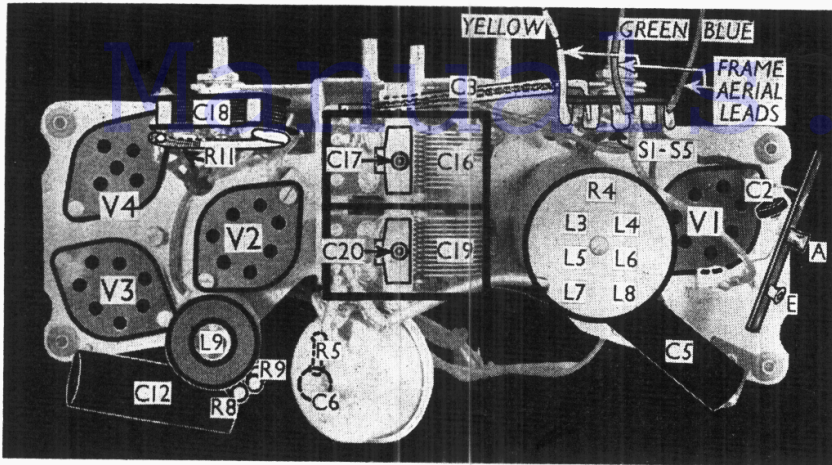 YELLOW GREEN BLUE
C3
FRAME
AERIAL
LEADS
C18
R11
C17 C16
S1-S5
V4
R4
V1 C2
V2
L3 L4
C20 C19
L5 L6
A
V3
L7 L8
E
L9
R5
C5
R9
C12
R8
C6
Manuals.